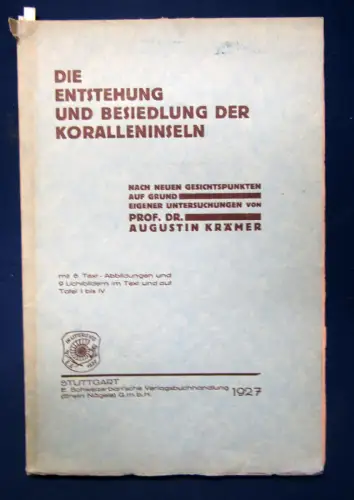 DIE
ENTSTEHUNG
UND BESIEDLUNG DER
KORALLENINSELN
NACH NEUEN GESICHTSPUNKTEN
AUF GRUND
EIGENER UNTERSUCHUNGEN VON
PROF. DR.
AUGUSTIN KRÄMER
mit 6 Text-Abbildungen und
9 Lichtbildern im Text und auf
Tafel I bis IV
STUTTGART
E. Schweizerbart'sche Verlagsbuchhandlung
(Erwin Nägele) G.m.b.H. 1927